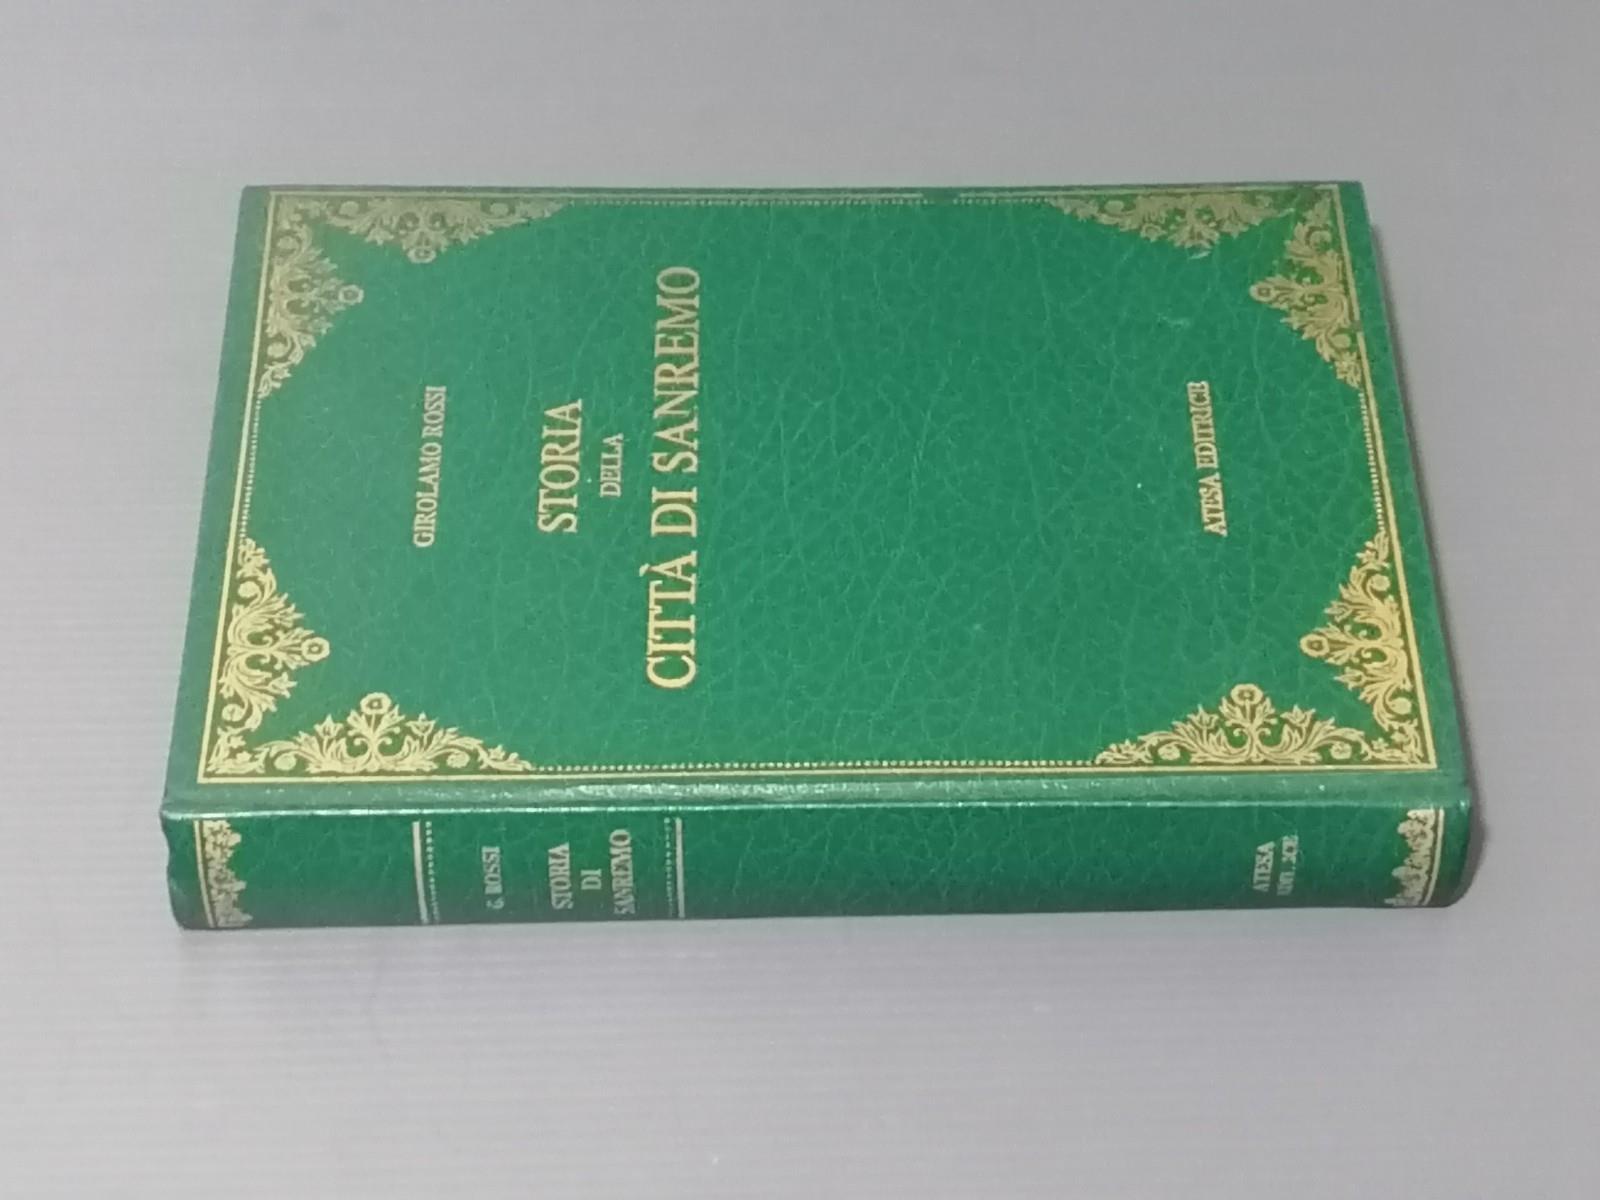 GIROLAMO ROSSI
STORIA
DELLA
CITTÀ DI SANREMO
ATESA EDITRICE
G. ROSSI
STORIA
DI
SANREMO
ATESA